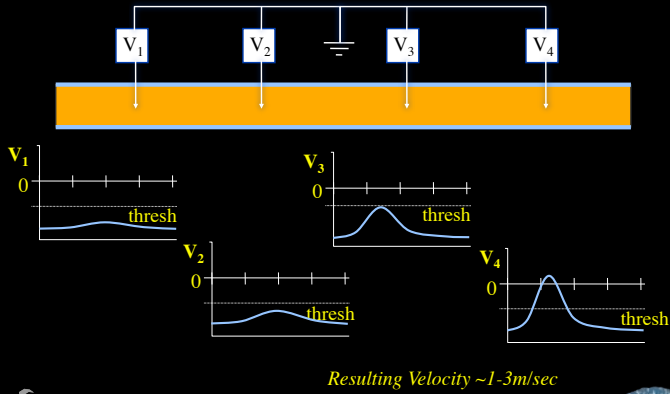 V₁ V₂ V₃ V₄
V₁
0
thresh
V₃
0
thresh
V₂
0
thresh
V₄
0
thresh
Resulting Velocity ~1-3m/sec